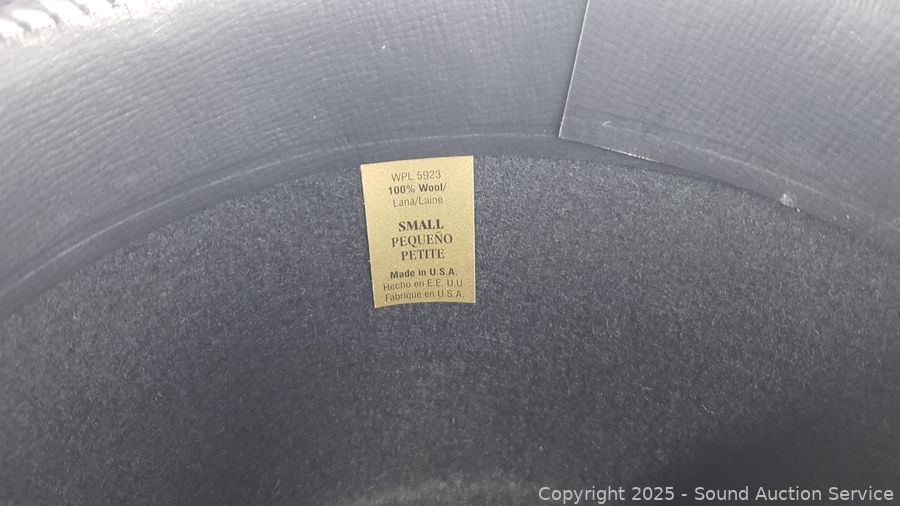 WPL 5923
100% Wool/
Lana/Laine
SMALL
PEQUEÑO
PETITE
Made in U.S.A.
Hecho en E.E. U.U.
Fabrique en U.S.A.
Copyright © 2025 - Sound Auction Service